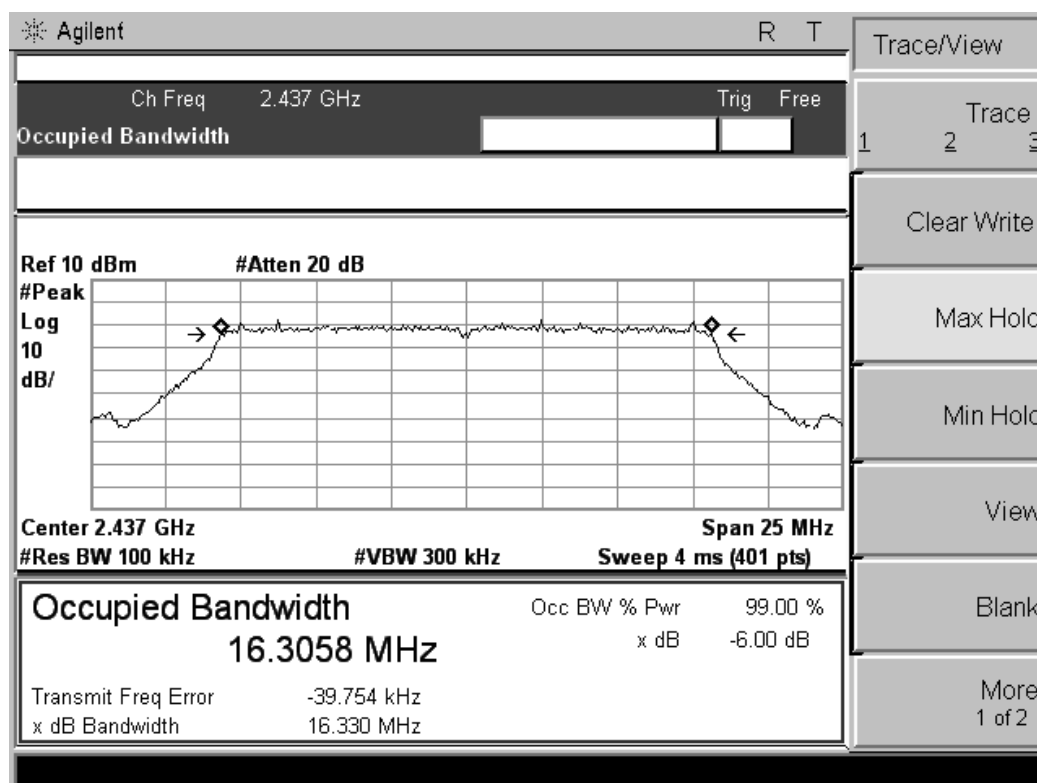 Agilent R T
Trace/View
Ch Freq 2.437 GHz Trig Free
Occupied Bandwidth
Trace
1 2 3
Clear Write
Ref 10 dBm #Atten 20 dB
#Peak
Log
10
dB/
Max Hold
Min Hold
View
Center 2.437 GHz Span 25 MHz
#Res BW 100 kHz #VBW 300 kHz Sweep 4 ms (401 pts)
Occupied Bandwidth Occ BW % Pwr 99.00 %
16.3058 MHz x dB -6.00 dB
Blank
Transmit Freq Error -39.754 kHz
x dB Bandwidth 16.330 MHz
More
1 of 2